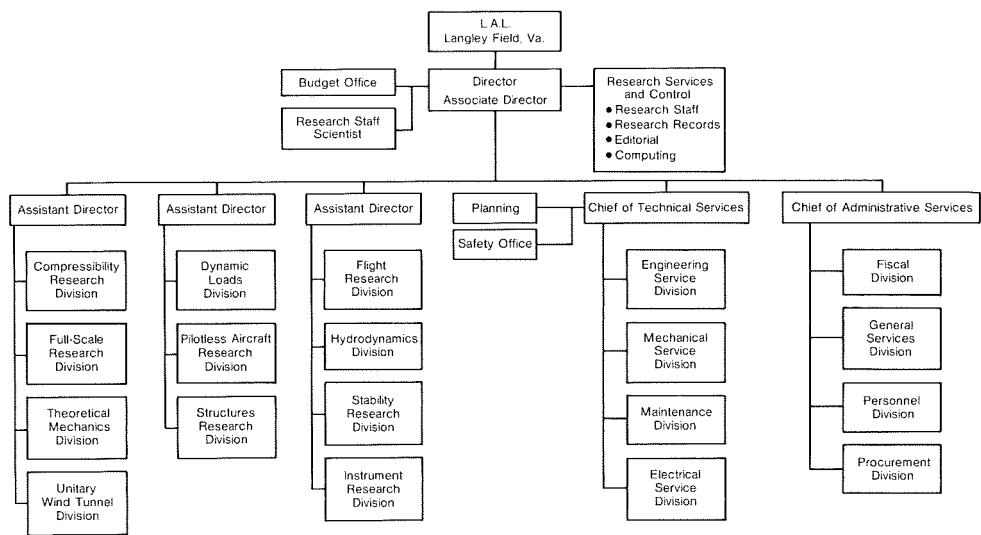 L.A.L.
Langley Field, Va.
Budget Office
Research Staff
Scientist
Director
Associate Director
Research Services
and Control
● Research Staff
● Research Records
● Editorial
● Computing
Assistant Director
Compressibility
Research
Division
Full-Scale
Research
Division
Theoretical
Mechanics
Division
Unitary
Wind Tunnel
Division
Assistant Director
Dynamic
Loads
Division
Pilotless Aircraft
Research
Division
Structures
Research
Division
Assistant Director
Flight
Research
Division
Hydrodynamics
Division
Stability
Research
Division
Instrument
Research
Division
Planning
Safety Office
Chief of Technical Services
Engineering
Service
Division
Mechanical
Service
Division
Maintenance
Division
Electrical
Service
Division
Chief of Administrative Services
Fiscal
Division
General
Services
Division
Personnel
Division
Procurement
Division